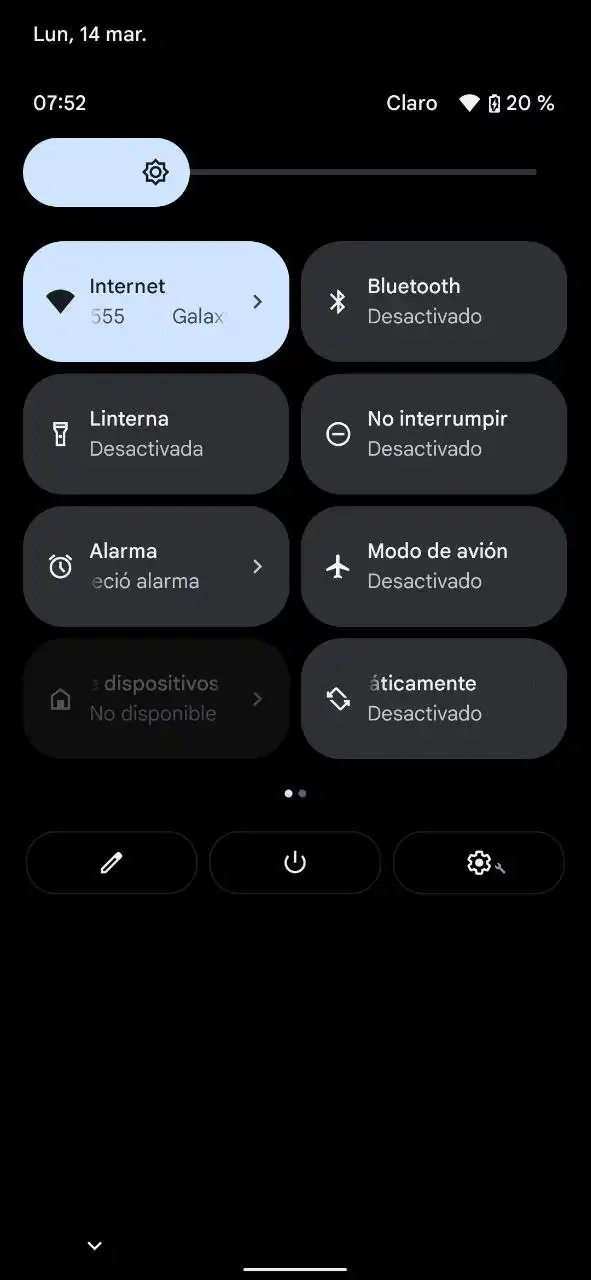 Lun, 14 mar.
07:52 Claro 20 %
Internet
555 Galax
Bluetooth
Desactivado
Linterna
Desactivada
No interrumpir
Desactivado
Alarma
eció alarma
Modo de avión
Desactivado
e dispositivos
No disponible
áticamente
Desactivado